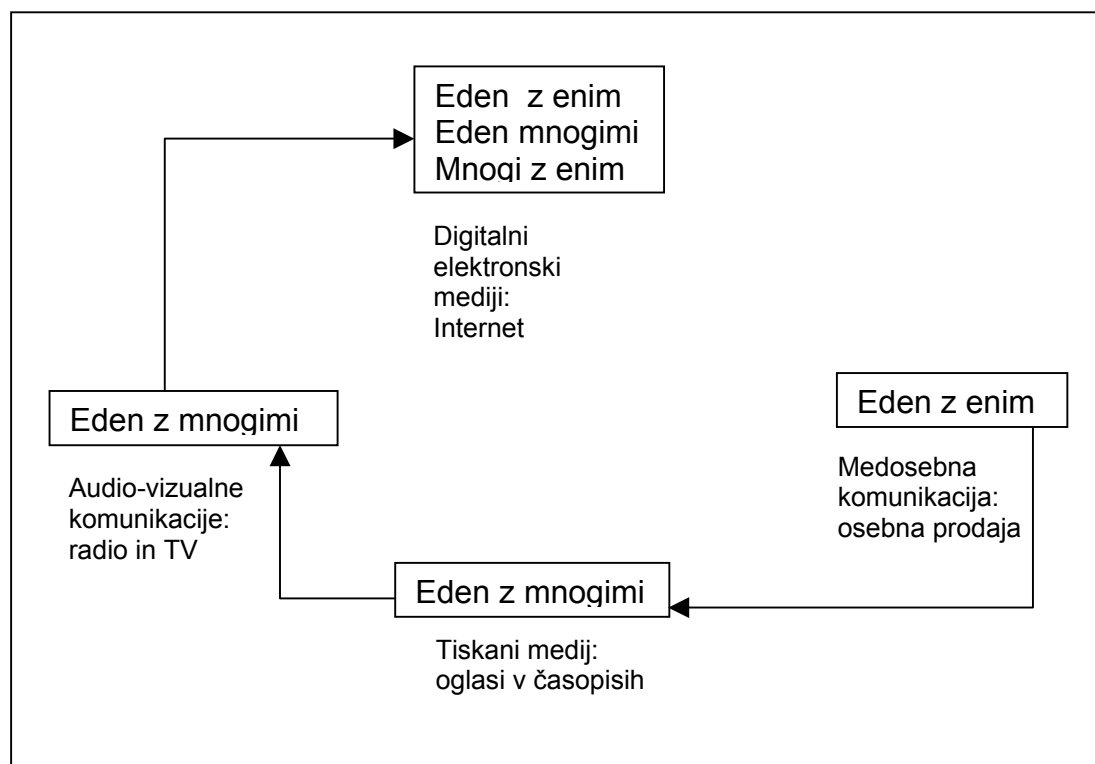 Eden z enim
Eden mnogimi
Mnogi z enim
Digitalni
elektronski
mediji:
Internet
Eden z mnogimi
Audio-vizualne
komunikacije:
radio in TV
Eden z enim
Medosebna
komunikacija:
osebna prodaja
Eden z mnogimi
Tiskani medij:
oglasi v časopisih